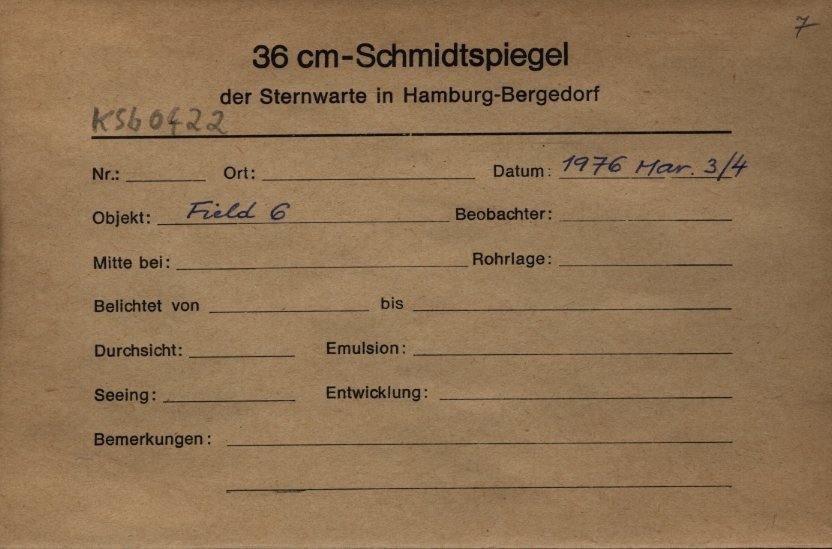 7
36 cm-Schmidtspiegel
der Sternwarte in Hamburg-Bergedorf
KSb0422
Nr.: Ort: Datum: 1976 Mar. 3/4
Objekt: Field 6 Beobachter:
Mitte bei: Rohrlage:
Belichtet von bis
Durchsicht: Emulsion:
Seeing: Entwicklung:
Bemerkungen: